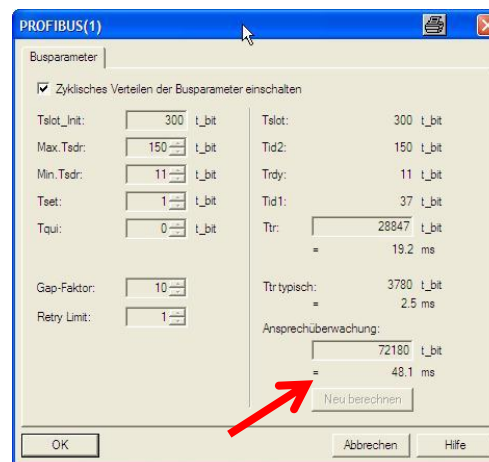 PROFIBUS(1)
Busparameter
Zyklisches Verteilen der Busparameter einschalten
Tslot_Init: 300 t_bit Tslot: 300 t_bit
Max.Tsdr: 150 t_bit Tid2: 150 t_bit
Min.Tsdr: 11 t_bit Trdy: 11 t_bit
Tset: 1 t_bit Tid1: 37 t_bit
Tqui: 0 t_bit Ttr: 28847 t_bit
= 19.2 ms
Gap-Faktor: 10 Ttr typisch: 3780 t_bit
= 2.5 ms
Retry Limit: 1
Ansprechüberwachung:
72180 t_bit
= 48.1 ms
Neu berechnen
OK Abbrechen Hilfe